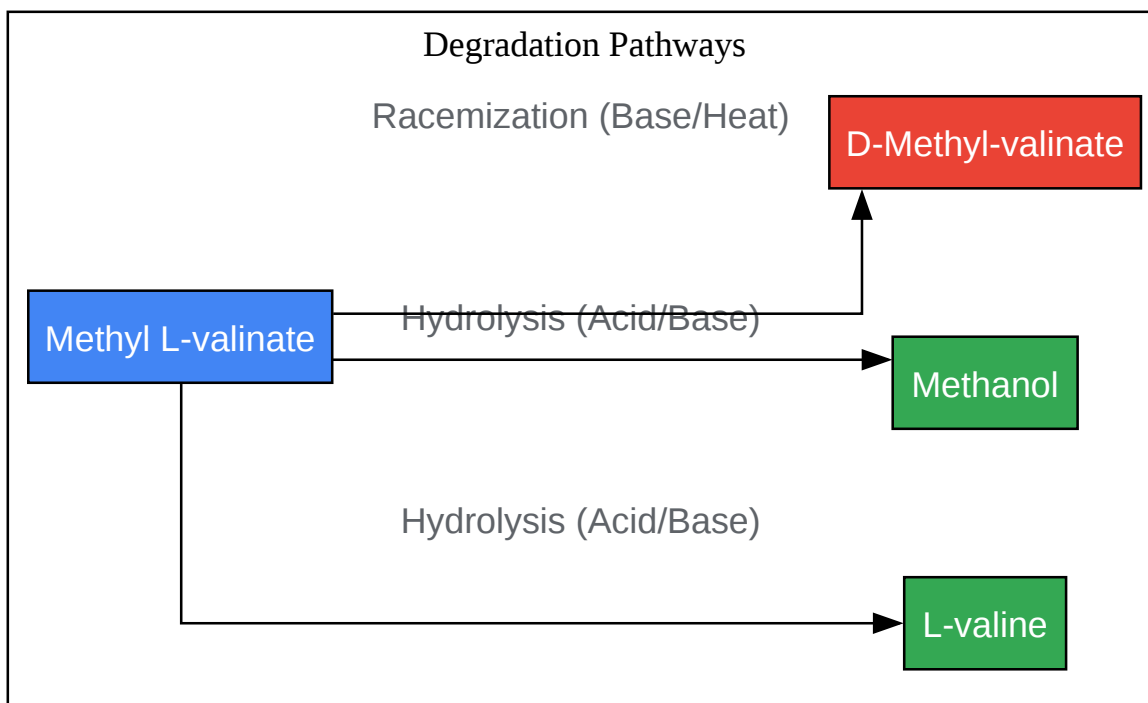 Degradation Pathways
Racemization (Base/Heat)
D-Methyl-valinate
Methyl L-valinate
Hydrolysis (Acid/Base)
Methanol
Hydrolysis (Acid/Base)
L-valine